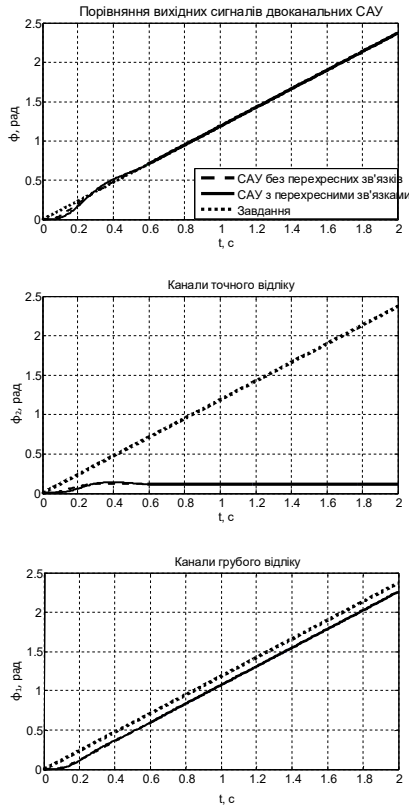 Порівняння вихідних сигналів двоканальних САУ
2.5
2
1.5
1
0.5
0
ф, рад
САУ без перехресних зв'язків
САУ з перехресними зв'язками
Завдання
0 0.2 0.4 0.6 0.8 1 1.2 1.4 1.6 1.8 2
t, с
Канали точного відліку
2.5
2
1.5
1
0.5
0
ф₂, рад
0 0.2 0.4 0.6 0.8 1 1.2 1.4 1.6 1.8 2
t, с
Канали грубого відліку
2.5
2
1.5
1
0.5
0
ф₁, рад
0 0.2 0.4 0.6 0.8 1 1.2 1.4 1.6 1.8 2
t, с